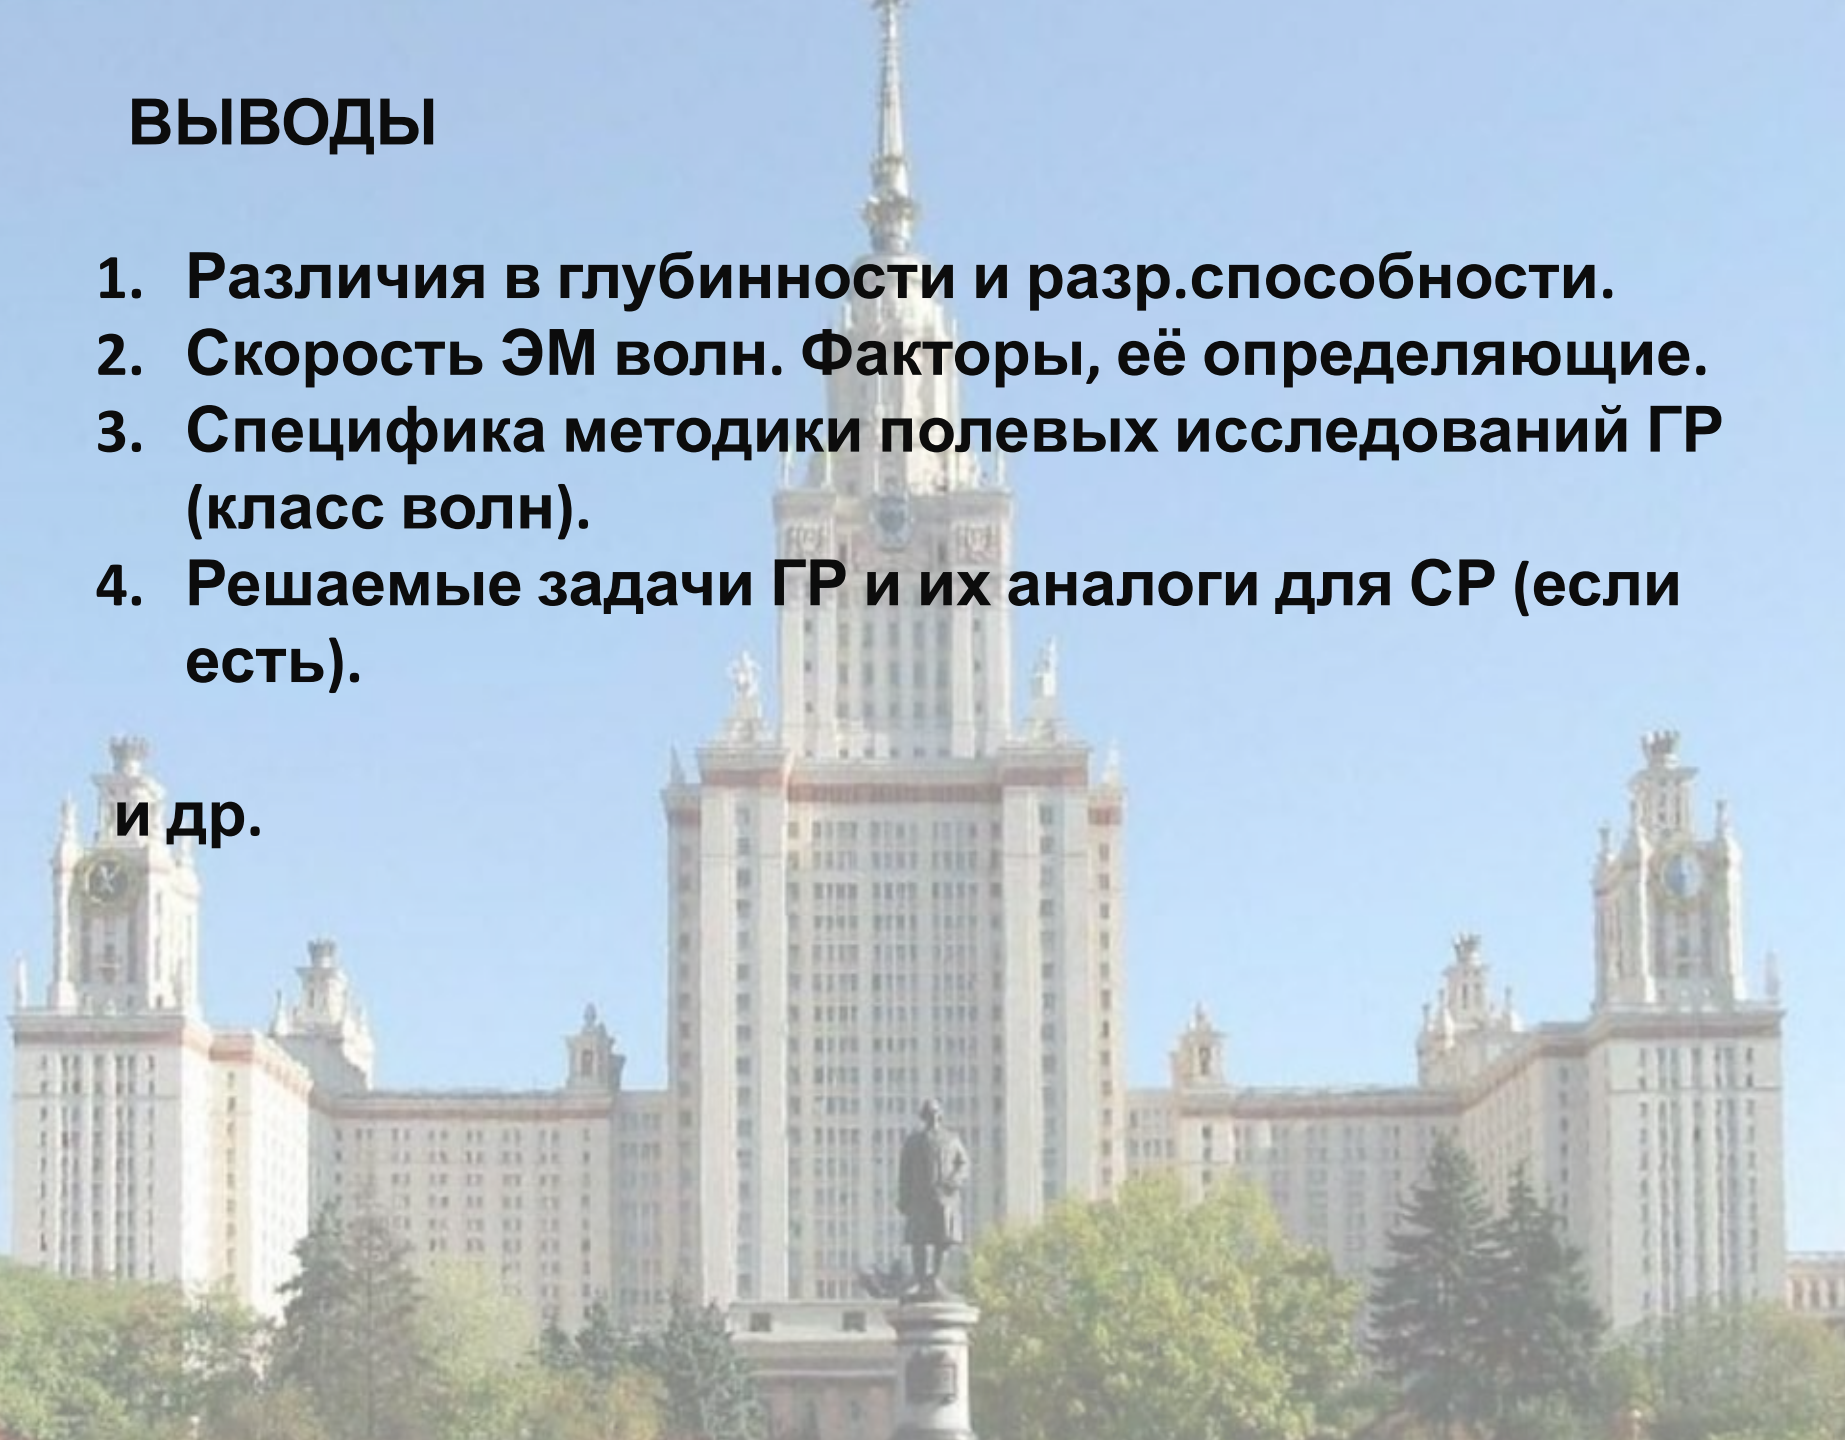 ВЫВОДЫ
1. Различия в глубинности и разр.способности.
2. Скорость ЭМ волн. Факторы, её определяющие.
3. Специфика методики полевых исследований ГР
(класс волн).
4. Решаемые задачи ГР и их аналоги для СР (если
есть).
и др.